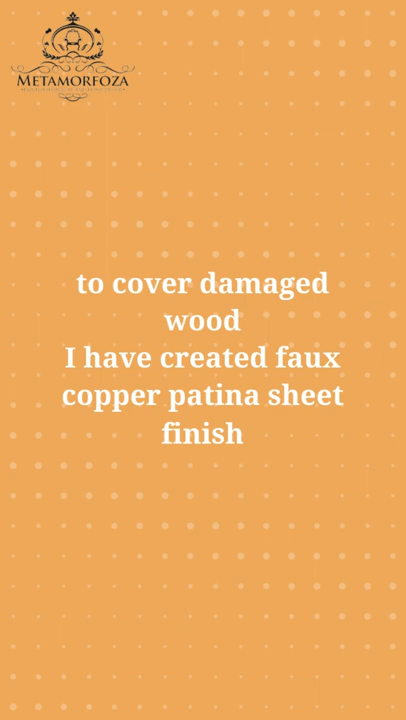 METAMORFOZA
to cover damaged
wood
I have created faux
copper patina sheet
finish